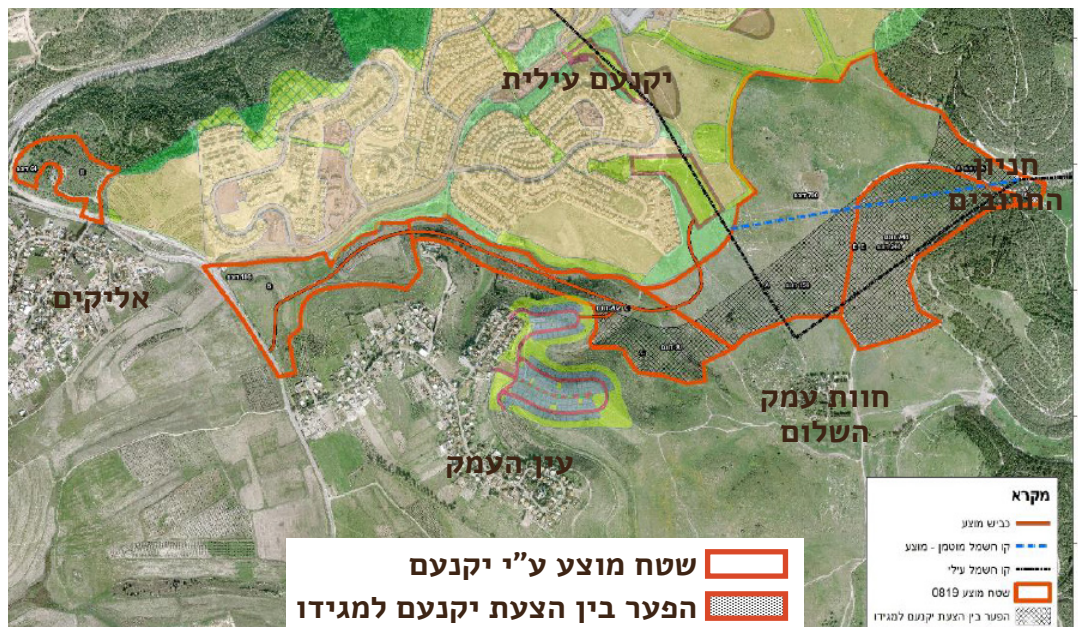 יקנעם עילית
חניון
החרובים
אליקים
חוות עמק
השלום
עין העמק
מקרא
כביש מוצע
קו חשמל מוטמן - מוצע
קו חשמל עילי
שטח מוצע 0819
הפער בין הצעת יקנעם למגידו
שטח מוצע ע"י יקנעם
הפער בין הצעת יקנעם למגידו